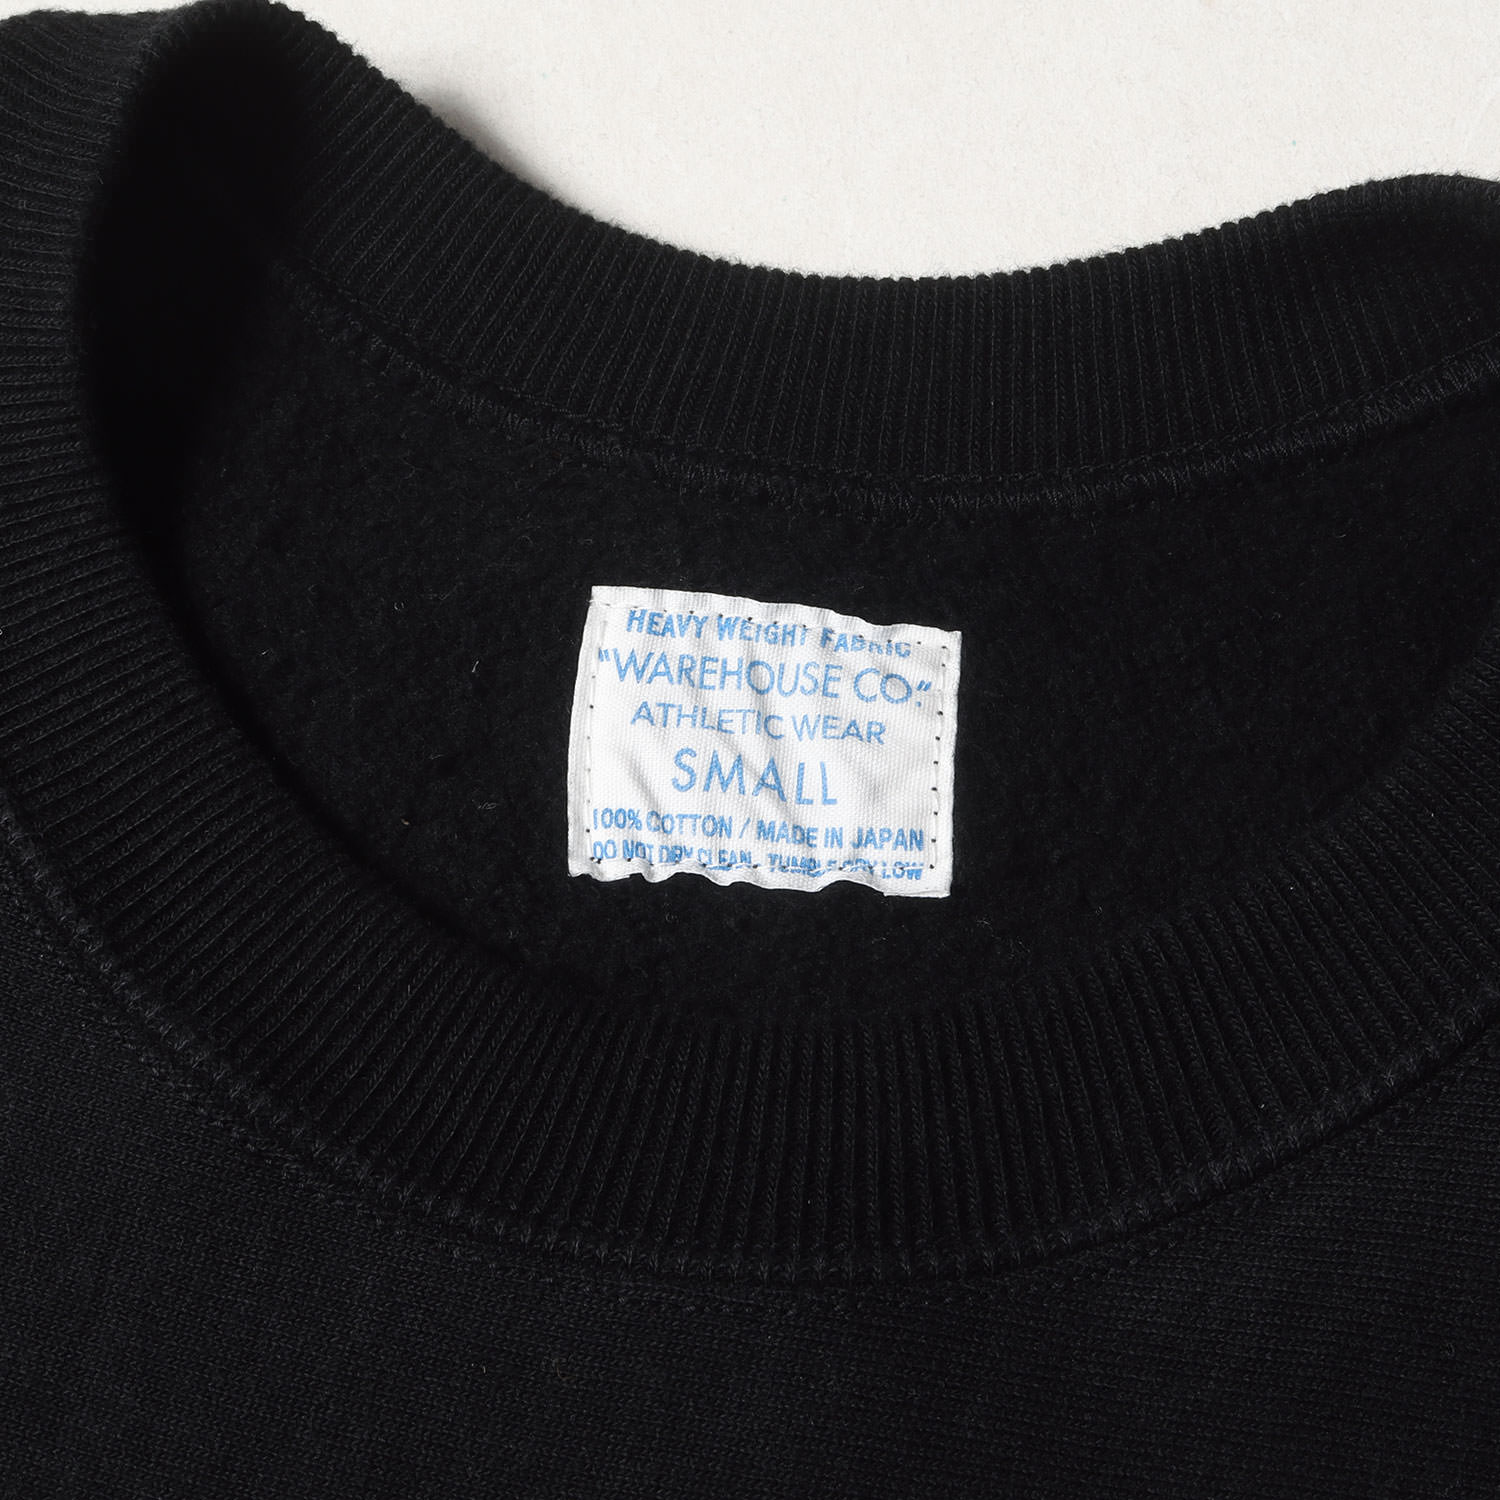 HEAVY WEIGHT FABRIC
"WAREHOUSE CO."
ATHLETIC WEAR
SMALL
100% COTTON / MADE IN JAPAN
DO NOT DRY CLEAN. TUMBLE DRY LOW